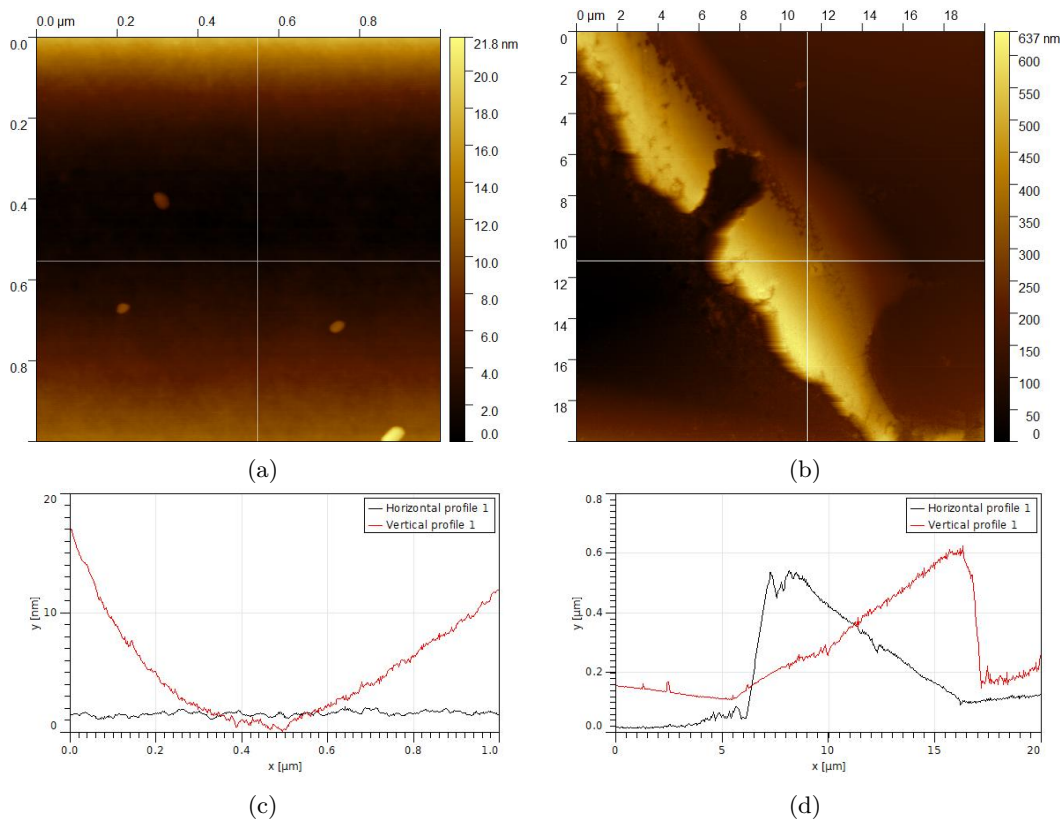 0.0 µm 0.2 0.4 0.6 0.8
0.0
0.2
0.4
0.6
0.8
21.8 nm
20.0
18.0
16.0
14.0
12.0
10.0
8.0
6.0
4.0
2.0
0.0
(a)
0 µm 2 4 6 8 11 14 16 18
0
2
4
6
8
10
12
14
16
18
637 nm
600
550
500
450
400
350
300
250
200
150
100
50
0
(b)
20
10
0
y [nm]
Horizontal profile 1
Vertical profile 1
0.0 0.2 0.4 0.6 0.8 1.0
x [µm]
(c)
0.8
0.6
0.4
0.2
0.0
y [µm]
Horizontal profile 1
Vertical profile 1
0 5 10 15 20
x [µm]
(d)